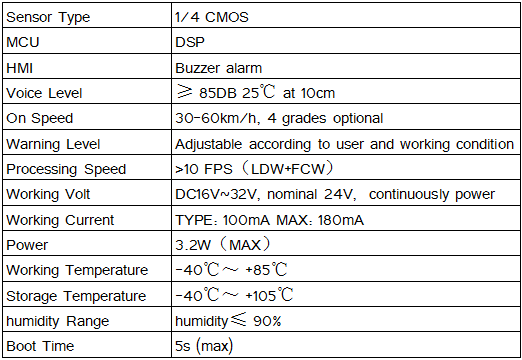 Sensor Type 1/4 CMOS
MCU DSP
HMI Buzzer alarm
Voice Level ≥ 85DB 25℃ at 10cm
On Speed 30-60km/h, 4 grades optional
Warning Level Adjustable according to user and working condition
Processing Speed >10 FPS（LDW+FCW）
Working Volt DC16V~32V, nominal 24V, continuously power
Working Current TYPE: 100mA MAX: 180mA
Power 3.2W（MAX）
Working Temperature -40℃～ +85℃
Storage Temperature -40℃～ +105℃
humidity Range humidity≤ 90%
Boot Time 5s (max)